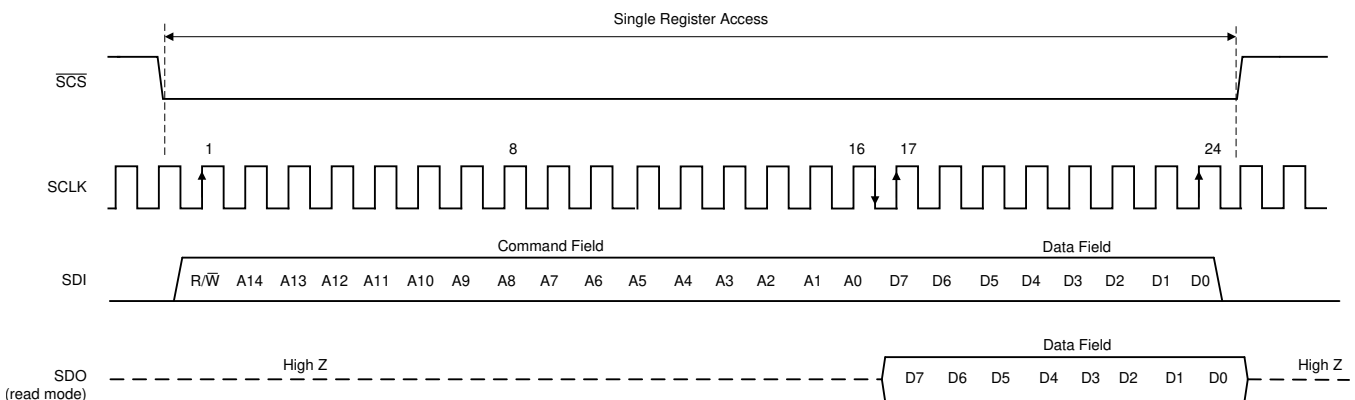 Single Register Access
SCS
1 8 16 17 24
SCLK
Command Field Data Field
SDI R/W A14 A13 A12 A11 A10 A9 A8 A7 A6 A5 A4 A3 A2 A1 A0 D7 D6 D5 D4 D3 D2 D1 D0
Data Field
High Z High Z
SDO D7 D6 D5 D4 D3 D2 D1 D0
(read mode)